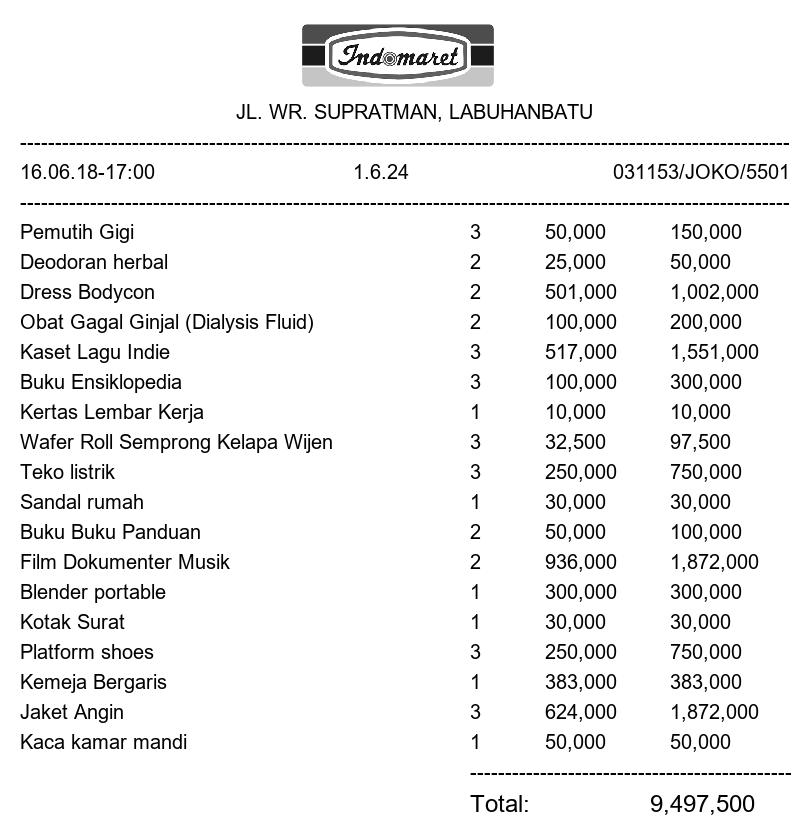 Indomaret
JL. WR. SUPRATMAN, LABUHANBATU
16.06.18-17:00 1.6.24 031153/JOKO/5501
Pemutih Gigi 3 50,000 150,000
Deodoran herbal 2 25,000 50,000
Dress Bodycon 2 501,000 1,002,000
Obat Gagal Ginjal (Dialysis Fluid) 2 100,000 200,000
Kaset Lagu Indie 3 517,000 1,551,000
Buku Ensiklopedia 3 100,000 300,000
Kertas Lembar Kerja 1 10,000 10,000
Wafer Roll Semprong Kelapa Wijen 3 32,500 97,500
Teko listrik 3 250,000 750,000
Sandal rumah 1 30,000 30,000
Buku Buku Panduan 2 50,000 100,000
Film Dokumenter Musik 2 936,000 1,872,000
Blender portable 1 300,000 300,000
Kotak Surat 1 30,000 30,000
Platform shoes 3 250,000 750,000
Kemeja Bergaris 1 383,000 383,000
Jaket Angin 3 624,000 1,872,000
Kaca kamar mandi 1 50,000 50,000
Total: 9,497,500